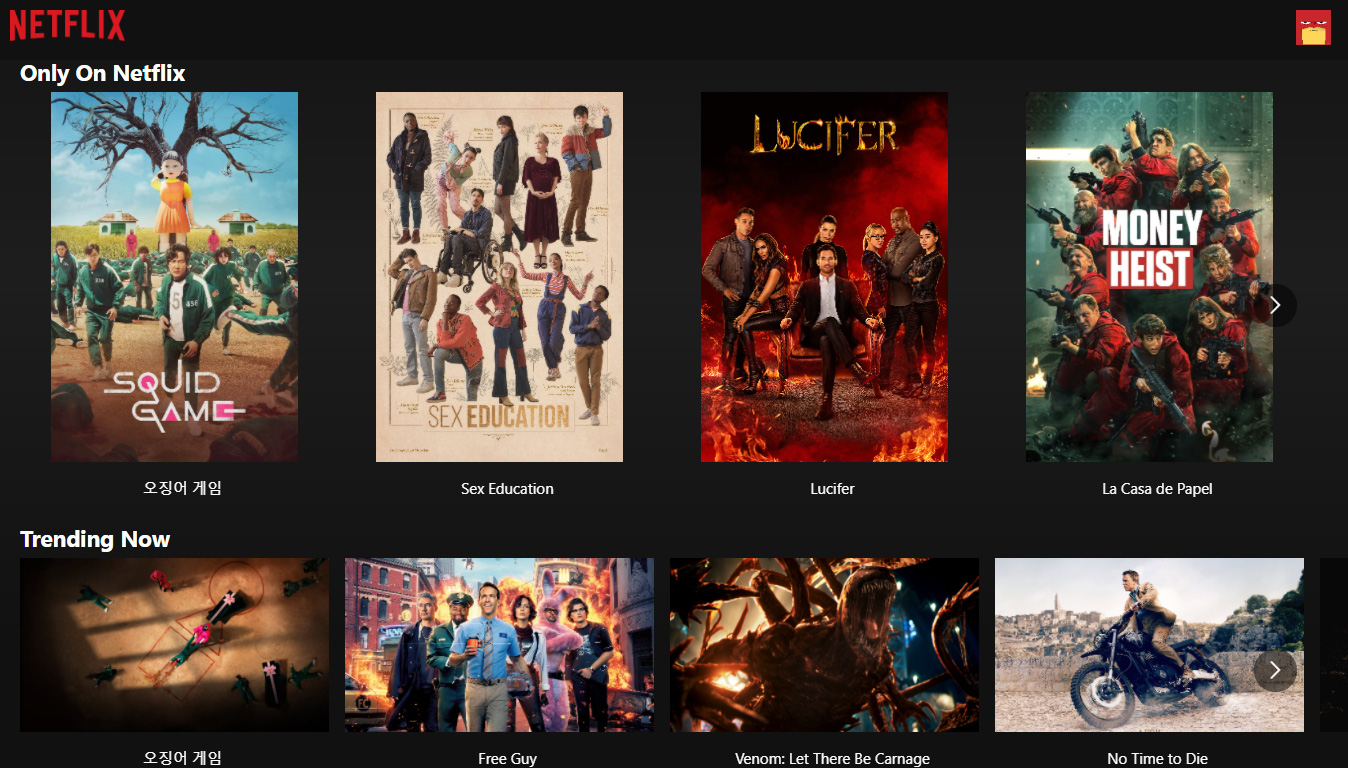 NETFLIX
Only On Netflix
SQUID
GAME
456
SEX EDUCATION
LUCIFER
MONEY
HEIST
오징어 게임
Sex Education
Lucifer
La Casa de Papel
Trending Now
FC
오징어 게임
Free Guy
Venom: Let There Be Carnage
No Time to Die